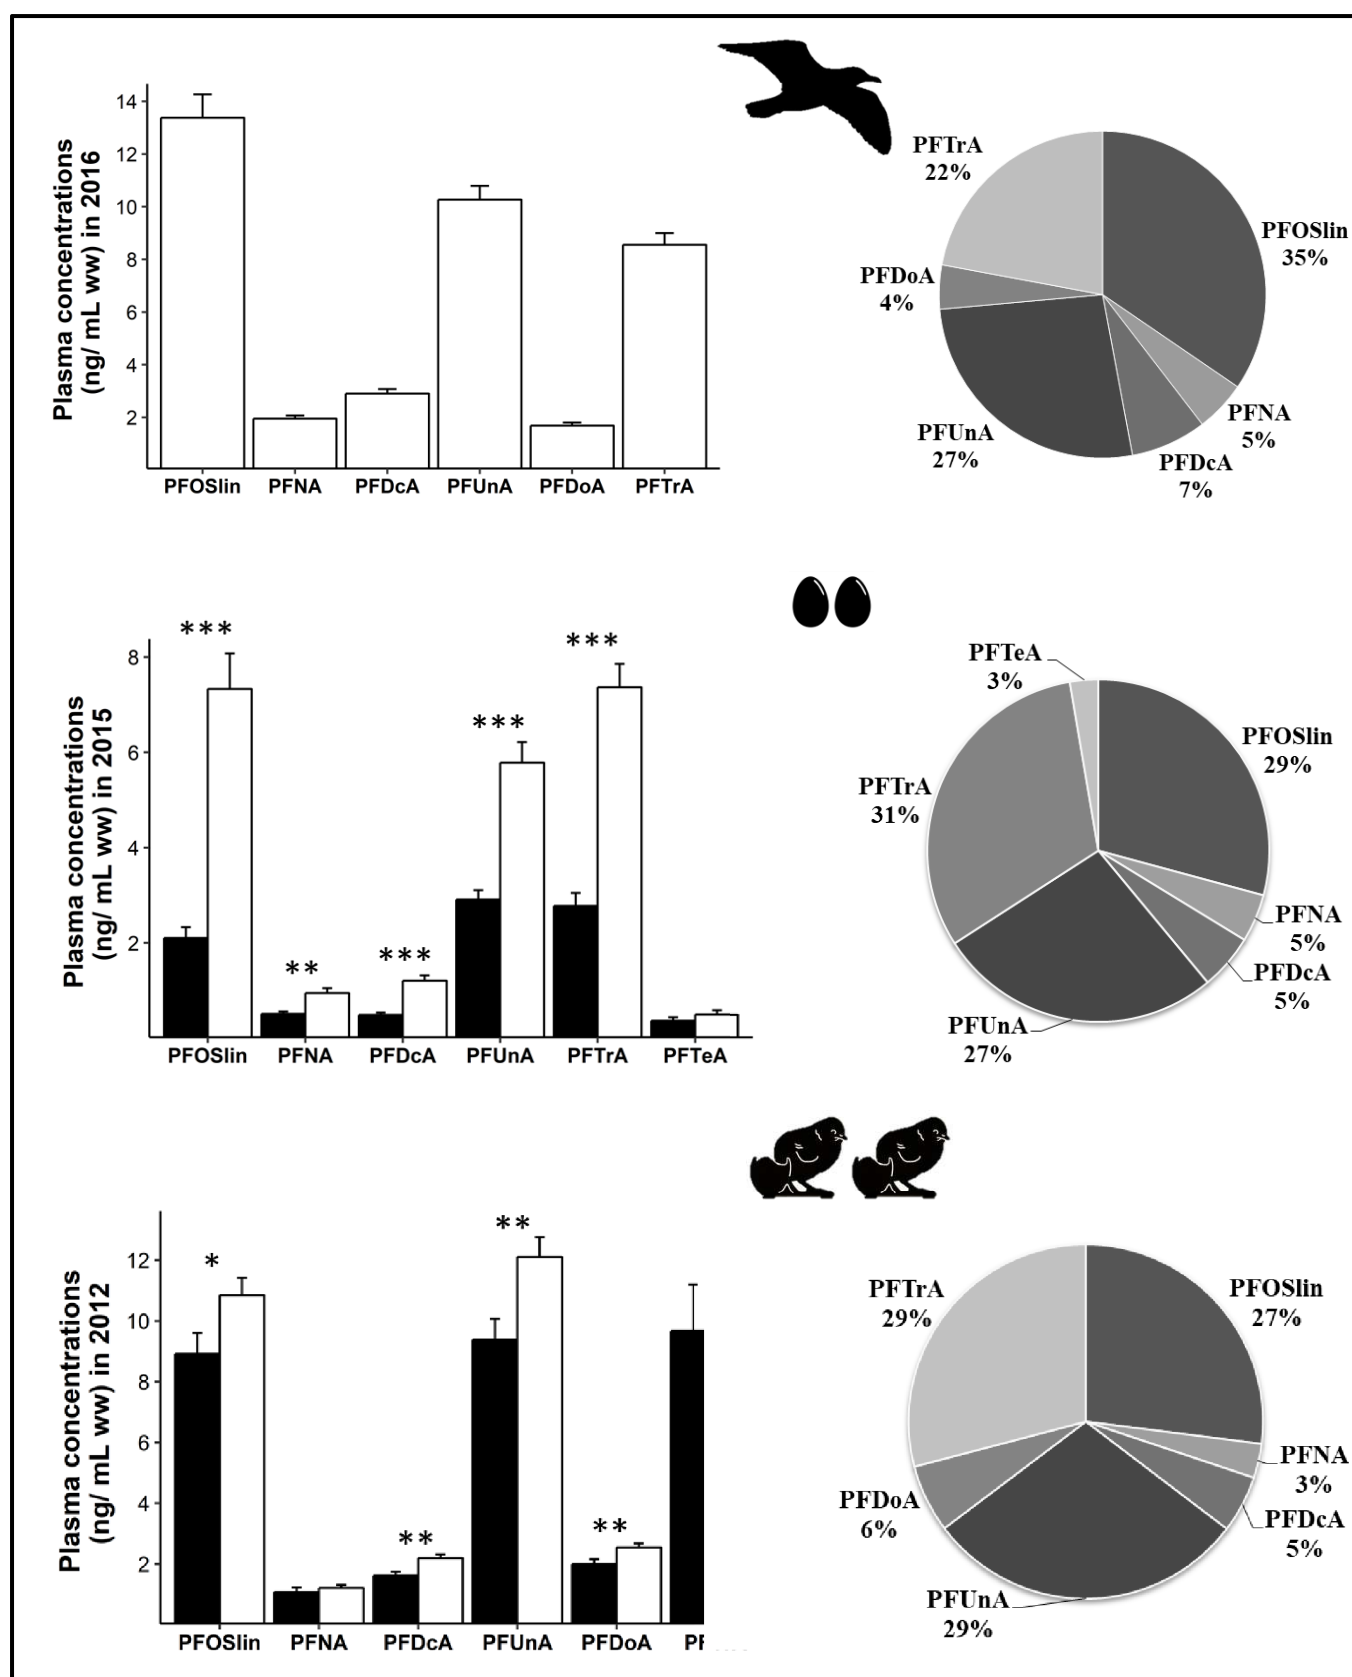 Plasma concentrations
(ng/ mL ww) in 2016
14
12
10
8
6
4
2
PFOSlin PFNA PFDcA PFUnA PFDoA PFTrA
PFTrA
22%
PFOSlin
35%
PFDoA
4%
PFNA
5%
PFUnA
27%
PFDcA
7%
Plasma concentrations
(ng/ mL ww) in 2015
8
6
4
2
***
**
***
***
***
PFOSlin PFNA PFDcA PFUnA PFTrA PFTeA
PFTeA
3%
PFOSlin
29%
PFTrA
31%
PFNA
5%
PFDcA
5%
PFUnA
27%
Plasma concentrations
(ng/ mL ww) in 2012
12
10
8
6
4
2
*
**
**
**
PFOSlin PFNA PFDcA PFUnA PFDoA
PFTrA
29%
PFOSlin
27%
PFNA
3%
PFDoA
6%
PFDcA
5%
PFUnA
29%